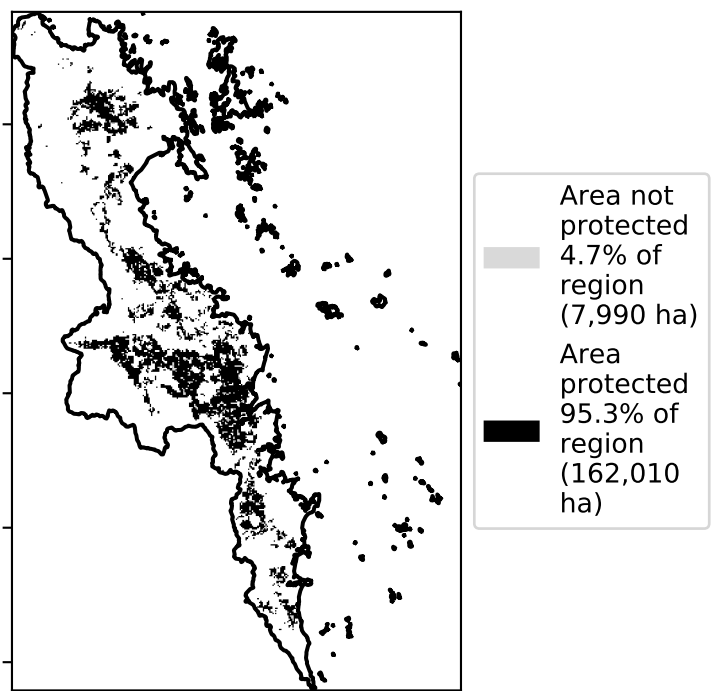 Area not
protected
4.7% of
region
(7,990 ha)
Area
protected
95.3% of
region
(162,010
ha)